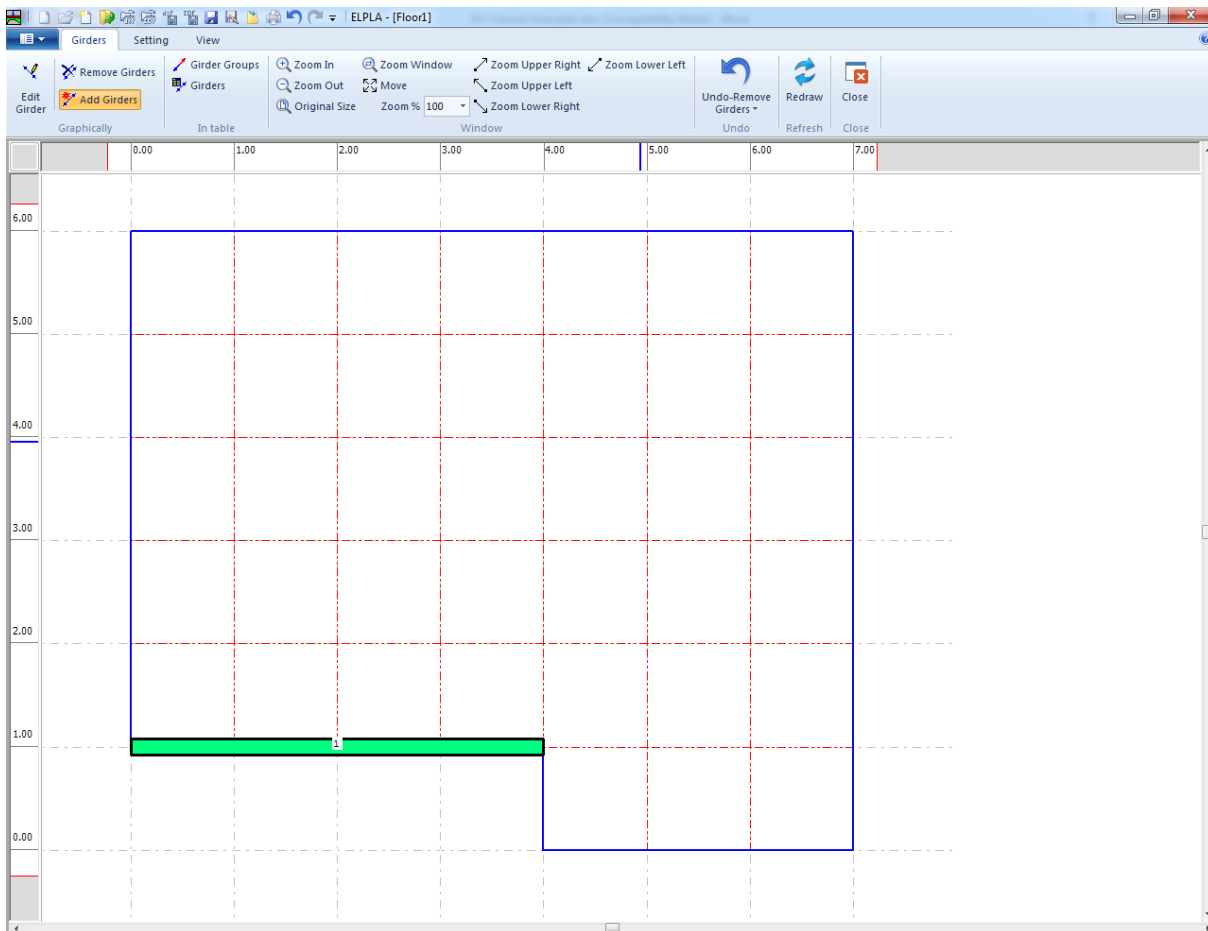 ELPLA - [Floor1]
Girders Setting View
Edit Girder
Remove Girders
Add Girders
Graphically
Girder Groups
Girders
In table
Zoom In
Zoom Out
Original Size
Zoom Window
Move
Zoom % 100
Zoom Upper Right
Zoom Upper Left
Zoom Lower Right
Zoom Lower Left
Window
Undo-Remove
Girders
Undo
Redraw
Refresh
Close
Close
0.00 1.00 2.00 3.00 4.00 5.00 6.00 7.00
6.00
5.00
4.00
3.00
2.00
1.00
1
0.00